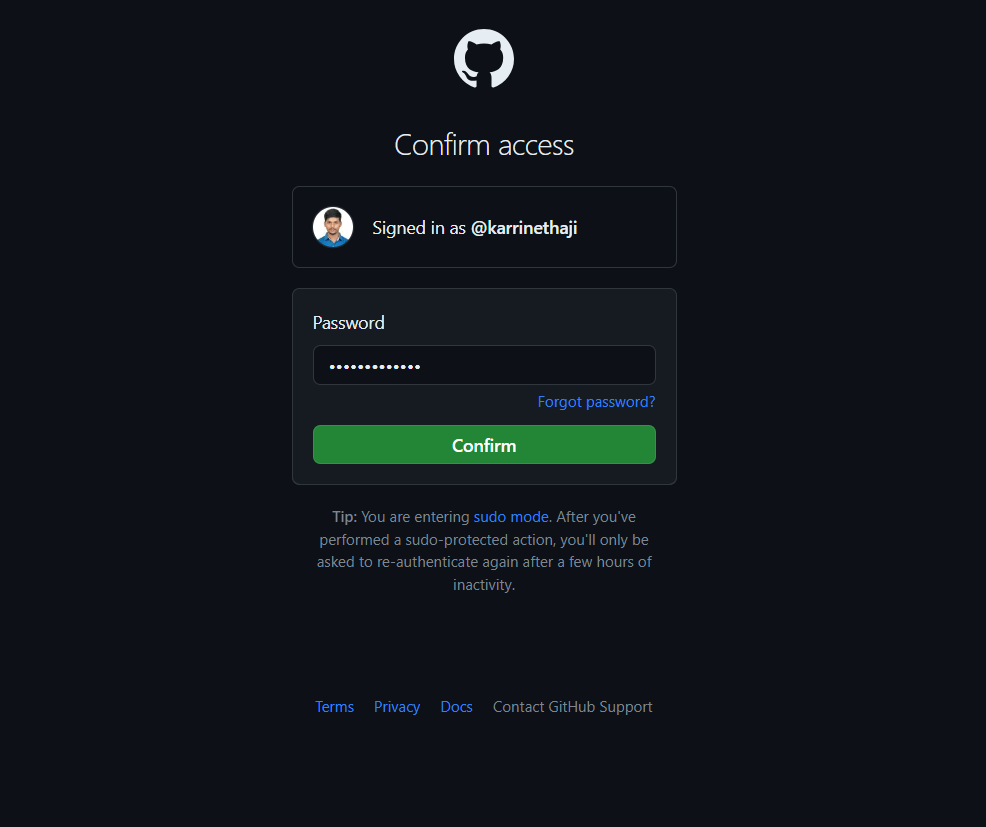 Confirm access
Signed in as @karrinethaji
Password
•••••••••••••
Forgot password?
Confirm
Tip: You are entering sudo mode. After you've
performed a sudo-protected action, you'll only be
asked to re-authenticate again after a few hours of
inactivity.
Terms Privacy Docs Contact GitHub Support